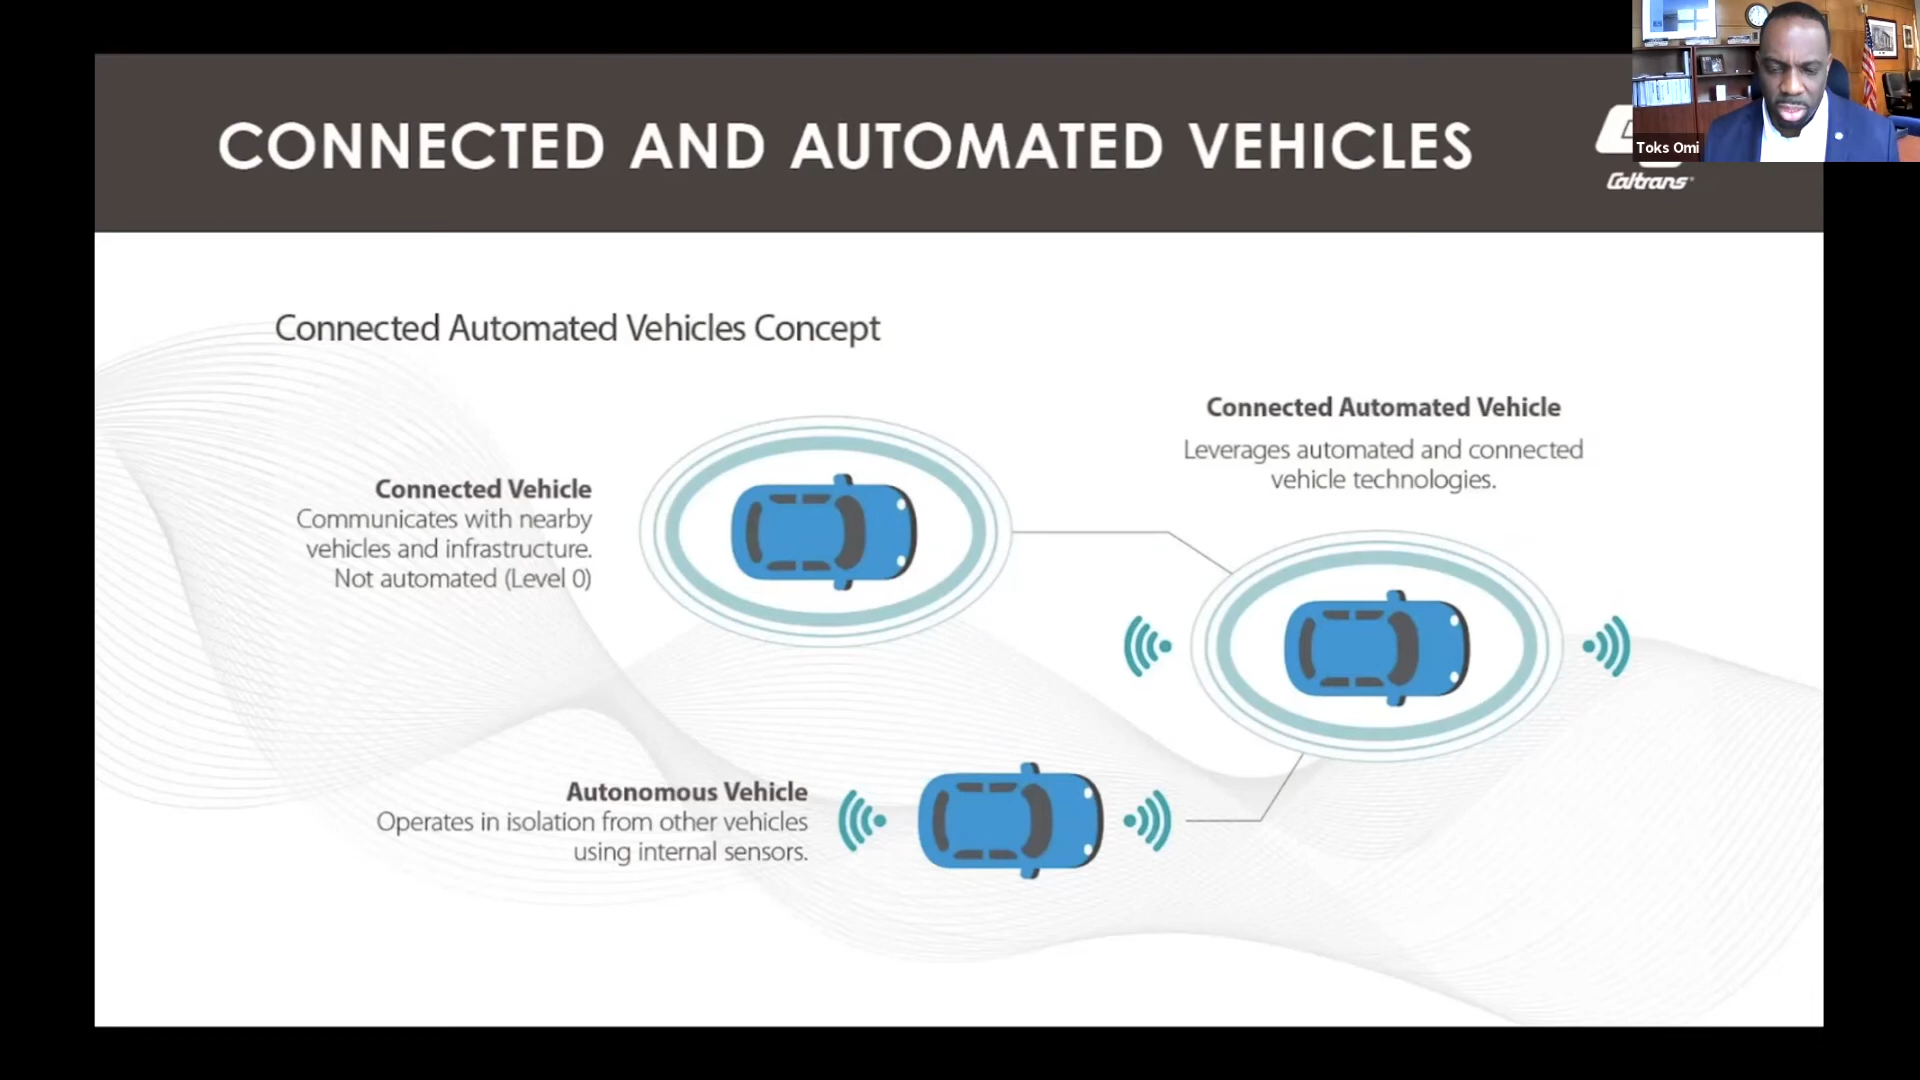 CONNECTED AND AUTOMATED VEHICLES
Caltrans
Toks Omi
Connected Automated Vehicles Concept
Connected Vehicle
Communicates with nearby
vehicles and infrastructure.
Not automated (Level 0)
Connected Automated Vehicle
Leverages automated and connected
vehicle technologies.
Autonomous Vehicle
Operates in isolation from other vehicles
using internal sensors.